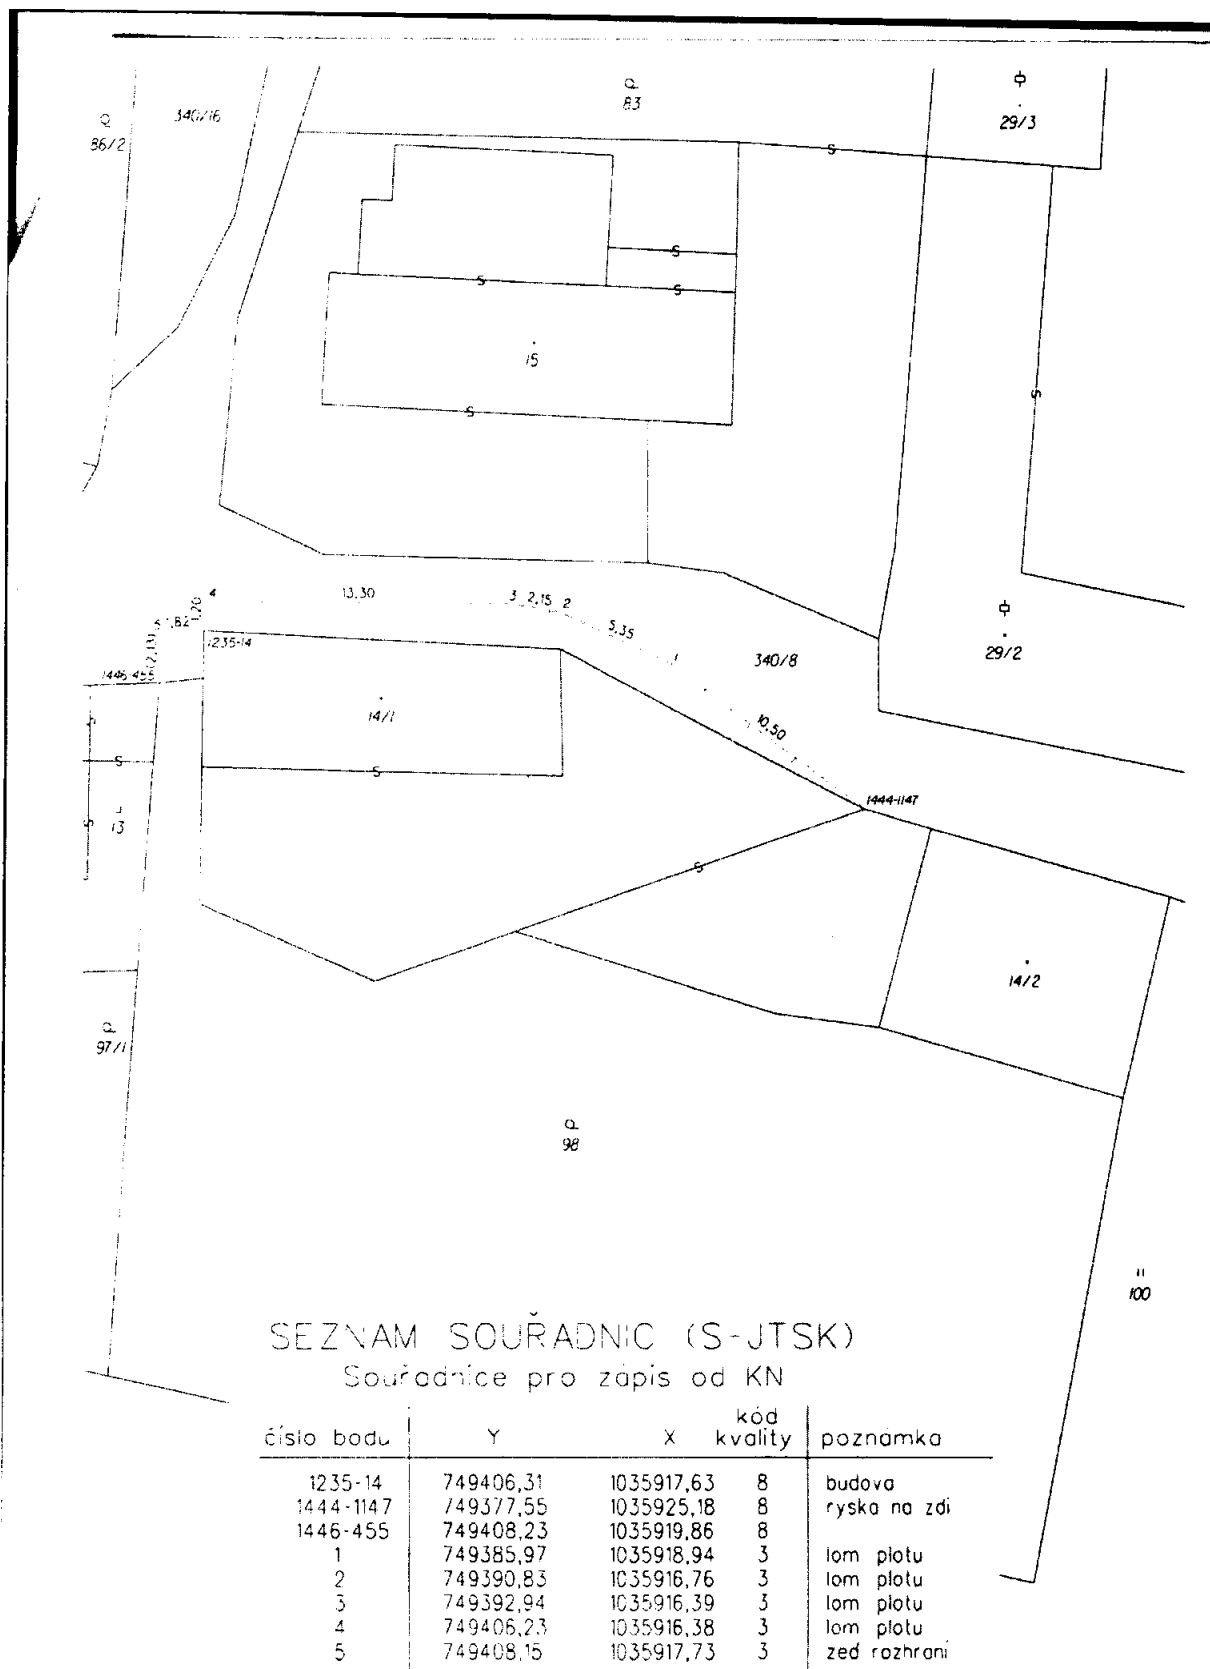 83
29/3
340/16
86/2
15
4
13,30
3 2,15 2
5,35
1
1,20
1,82
(2,13)
1235-14
340/8
29/2
1446-455
14/1
10,50
1444-1147
13
14/2
97/1
98
100
SEZNAM SOUŘADNIC (S-JTSK)
Souřadnice pro zápis od KN
číslo bodu Y X kód kvality poznámka
1235-14 749406,31 1035917,63 8 budova
1444-1147 749377,55 1035925,18 8 ryska na zdi
1446-455 749408,23 1035919,86 8
1 749385,97 1035918,94 3 lom plotu
2 749390,83 1035916,76 3 lom plotu
3 749392,94 1035916,39 3 lom plotu
4 749406,23 1035916,38 3 lom plotu
5 749408,15 1035917,73 3 zeď rozhraní